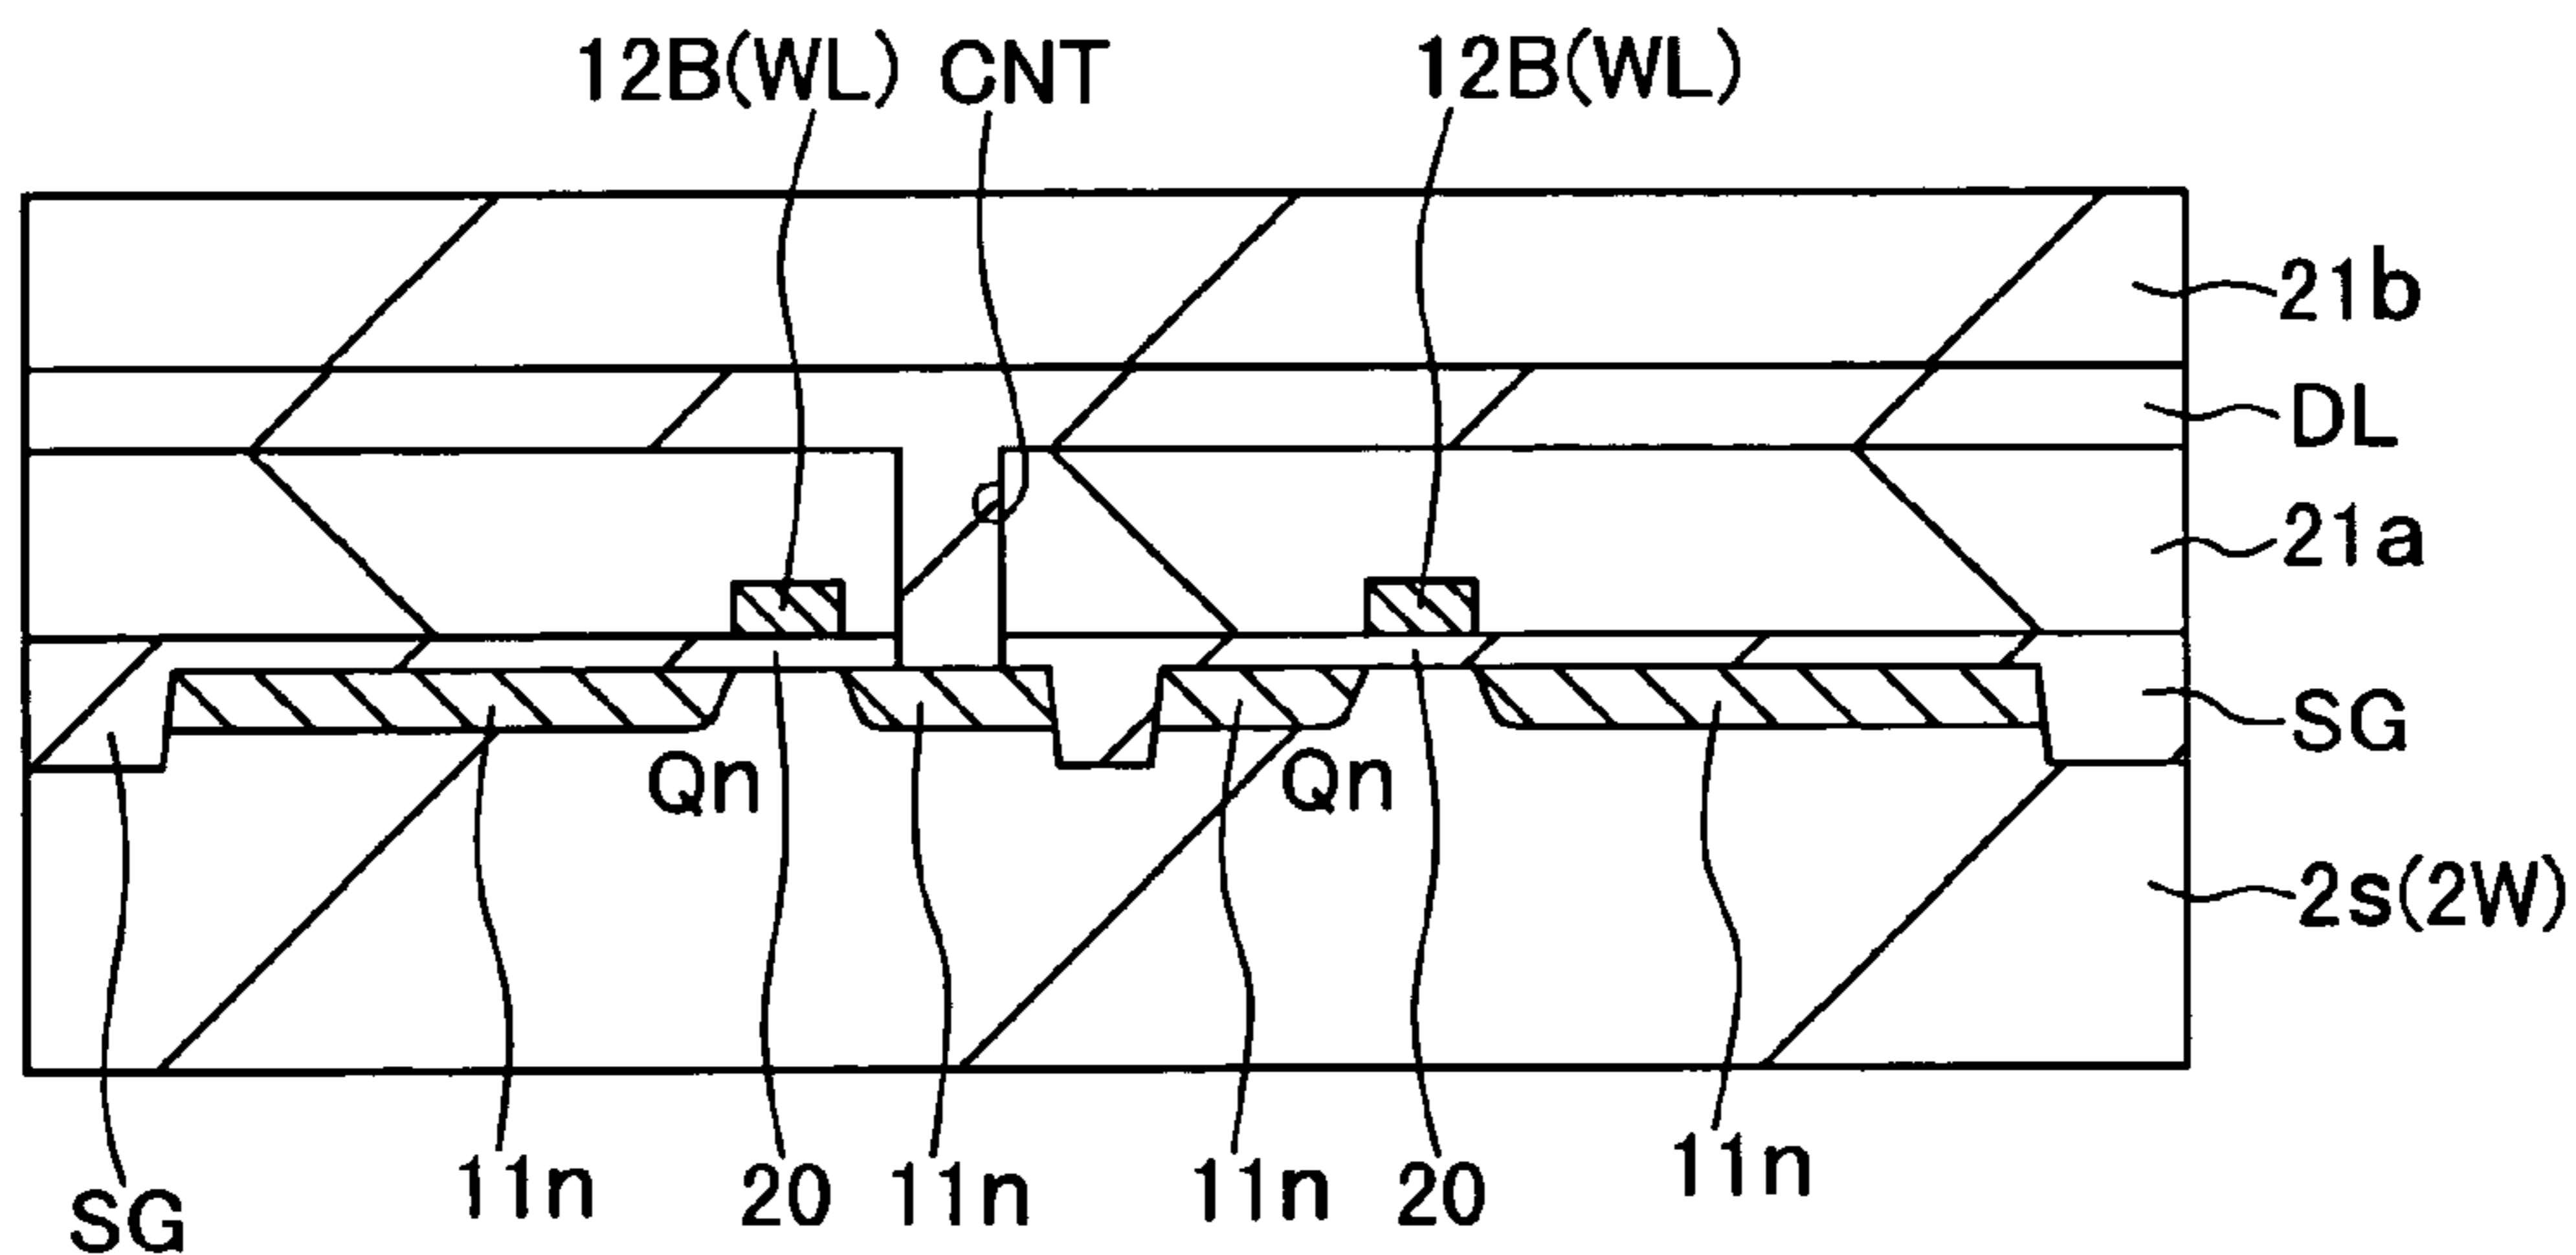 12B(WL) CNT 12B(WL)
21b
DL
21a
SG
Qn Qn
2s(2W)
SG 11n 20 11n 11n 20 11n